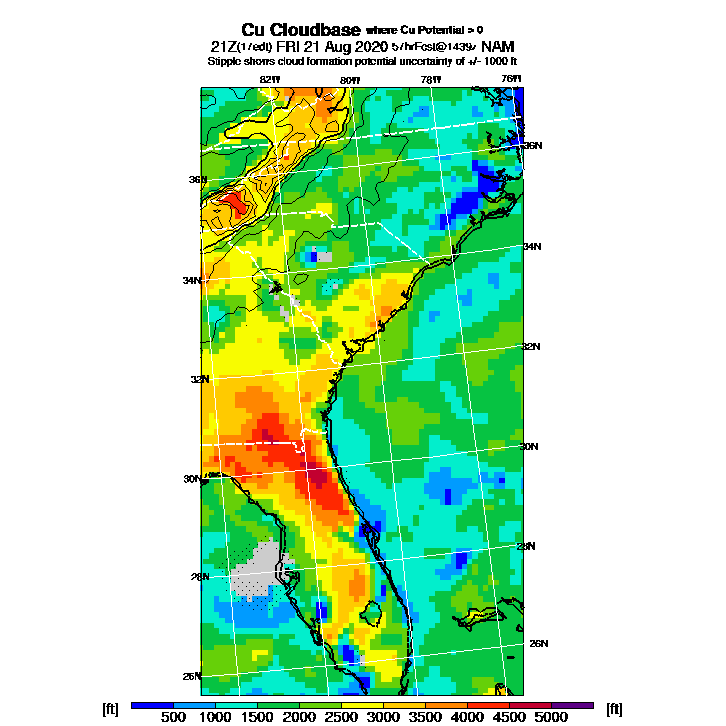 Cu Cloudbase where Cu Potential > 0
21Z(17edt) FRI 21 Aug 2020 57hrFcst@1439z NAM
Stipple shows cloud formation potential uncertainty of +/- 1000 ft
82W 80W 78W 76W
36N
36N
34N
34N
32N
32N
30N
30N
28N
28N
26N
26N
[ft] 500 1000 1500 2000 2500 3000 3500 4000 4500 5000 [ft]